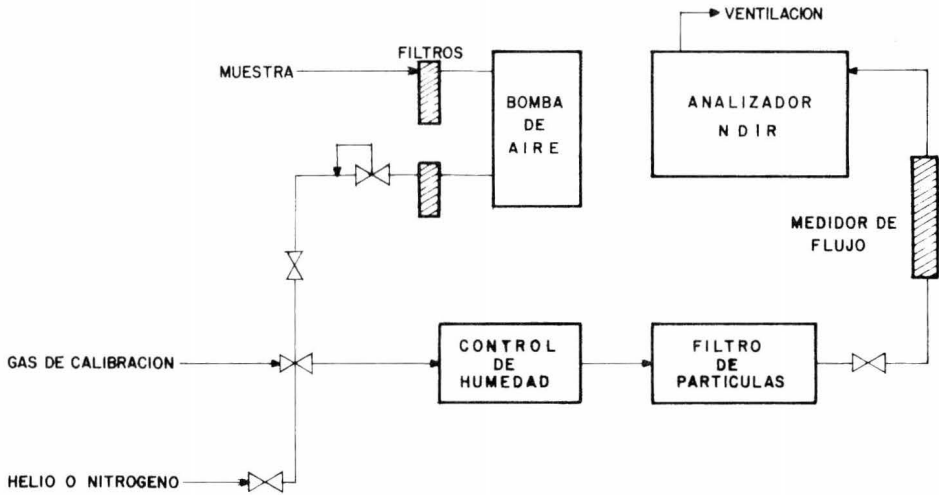 VENTILACION
FILTROS
MUESTRA
BOMBA
DE
AIRE
ANALIZADOR
NDIR
MEDIDOR DE
FLUJO
GAS DE CALIBRACION
CONTROL
DE
HUMEDAD
FILTRO
DE
PARTICULAS
HELIO O NITROGENO